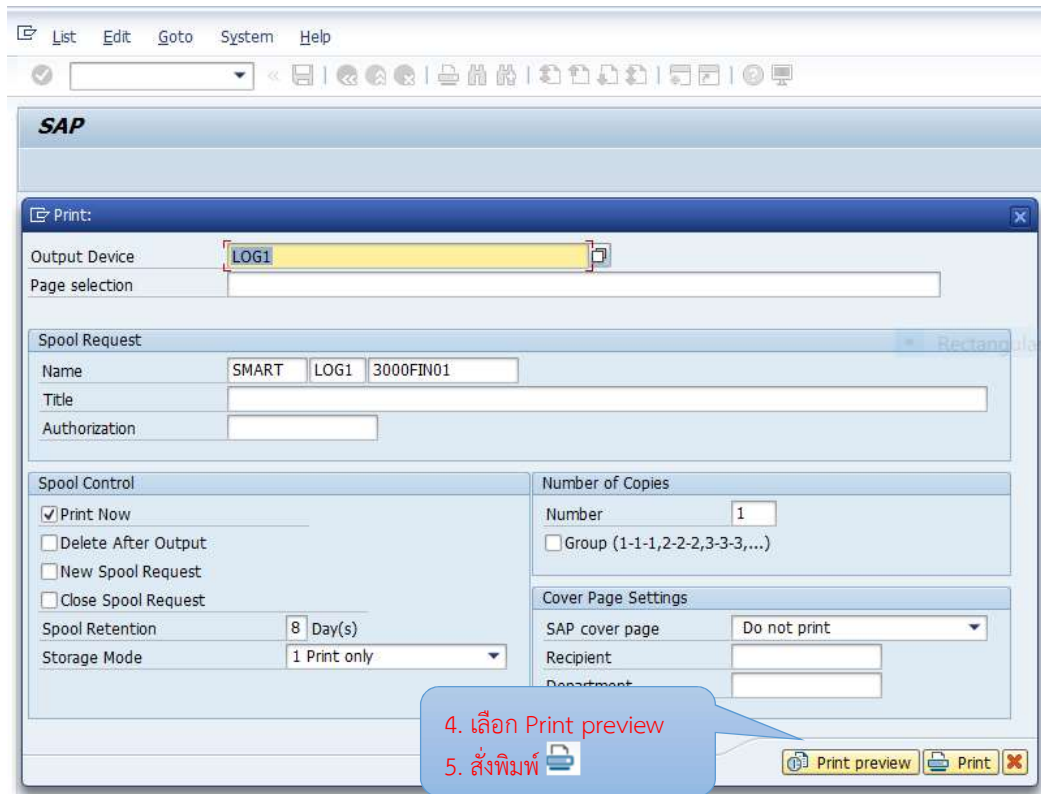 List Edit Goto System Help
SAP
Print:
Output Device LOG1
Page selection
Spool Request
Rectangula
Name SMART LOG1 3000FIN01
Title
Authorization
Spool Control
Print Now
Delete After Output
New Spool Request
Close Spool Request
Spool Retention 8 Day(s)
Storage Mode 1 Print only
Number of Copies
Number 1
Group (1-1-1,2-2-2,3-3-3,...)
Cover Page Settings
SAP cover page Do not print
Recipient
Department
4. เลือก Print preview
5. สั่งพิมพ์
Print preview Print